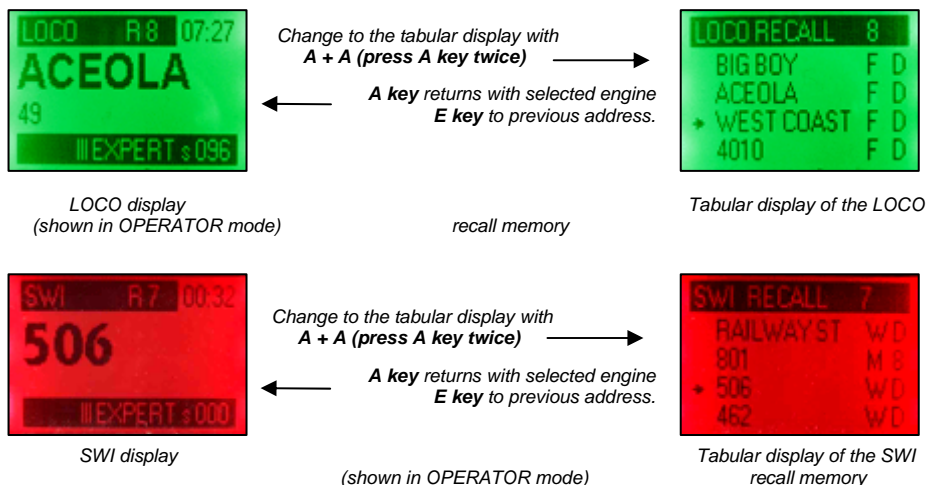 LOCO R 8 07:27
ACEOLA
49
III EXPERT s 096
Change to the tabular display with
A + A (press A key twice)
A key returns with selected engine
E key to previous address.
LOCO RECALL 8
BIG BOY F D
ACEOLA F D
WEST COAST F D
4010 F D
LOCO display
(shown in OPERATOR mode)
recall memory
Tabular display of the LOCO
SWI R 7 00:32
506
III EXPERT s 000
Change to the tabular display with
A + A (press A key twice)
A key returns with selected engine
E key to previous address.
SWI RECALL 7
RAILWAY ST W D
801 M 8
506 W D
462 W D
SWI display
(shown in OPERATOR mode)
Tabular display of the SWI
recall memory